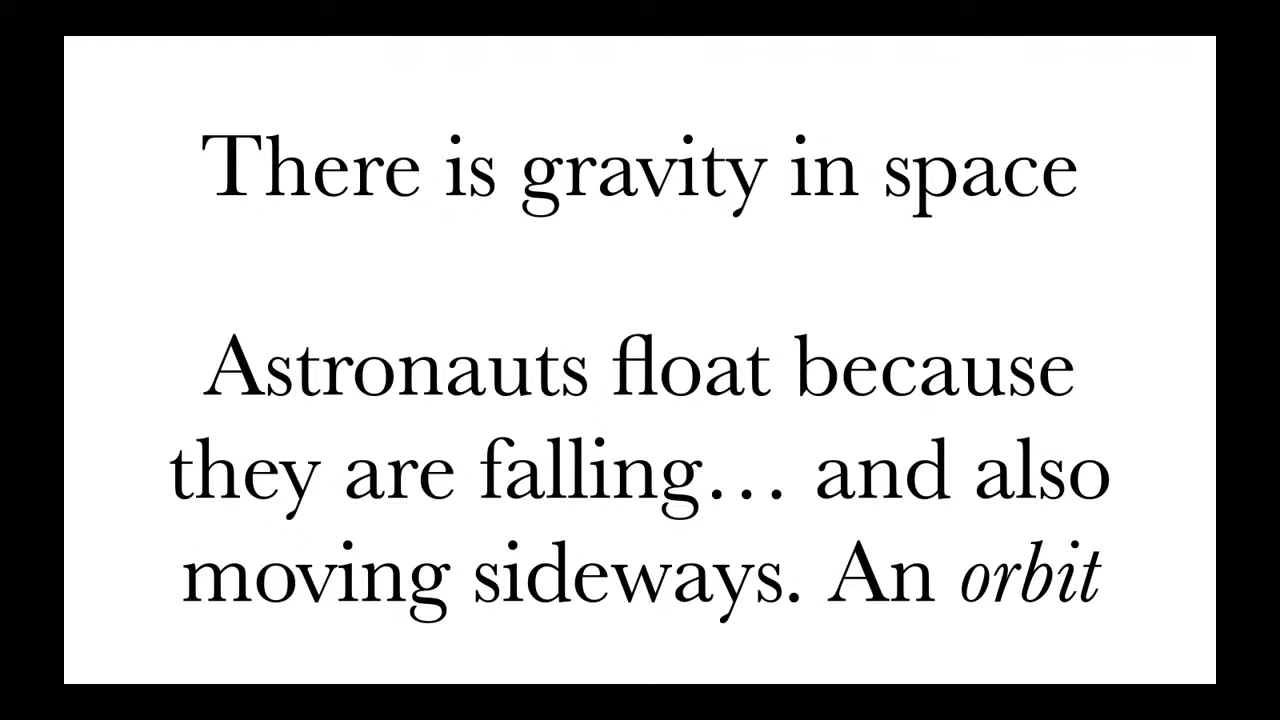 There is gravity in space
Astronauts float because
they are falling… and also
moving sideways. An orbit